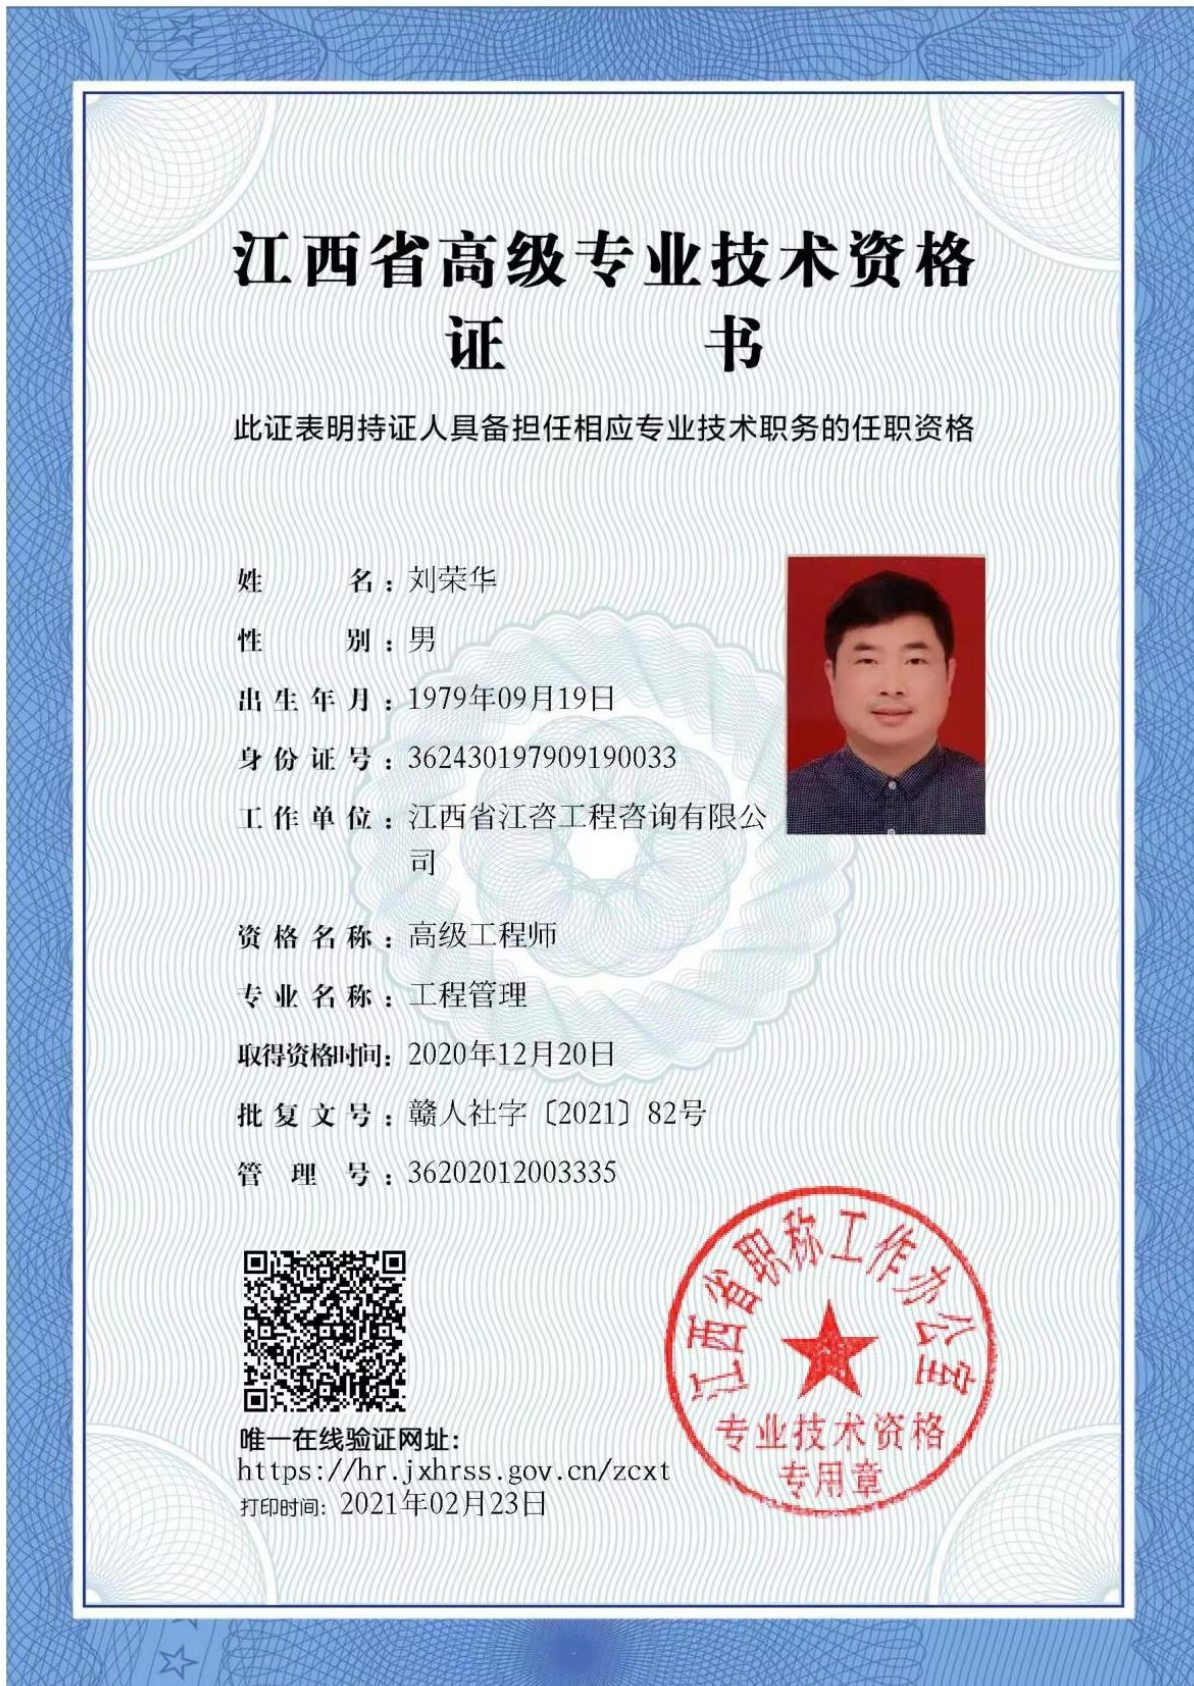 江西省高级专业技术资格
证 书
此证表明持证人具备担任相应专业技术职务的任职资格
姓 名：刘荣华
性 别：男
出生年月：1979年09月19日
身份证号：362430197909190033
工作单位：江西省江咨工程咨询有限公
司
资格名称：高级工程师
专业名称：工程管理
取得资格时间：2020年12月20日
批复文号：赣人社字〔2021〕82号
管 理 号：36202012003335
江西省职称工作办公室
专业技术资格
专用章
唯一在线验证网址：
https://hr.jxhrss.gov.cn/zcxt
打印时间：2021年02月23日